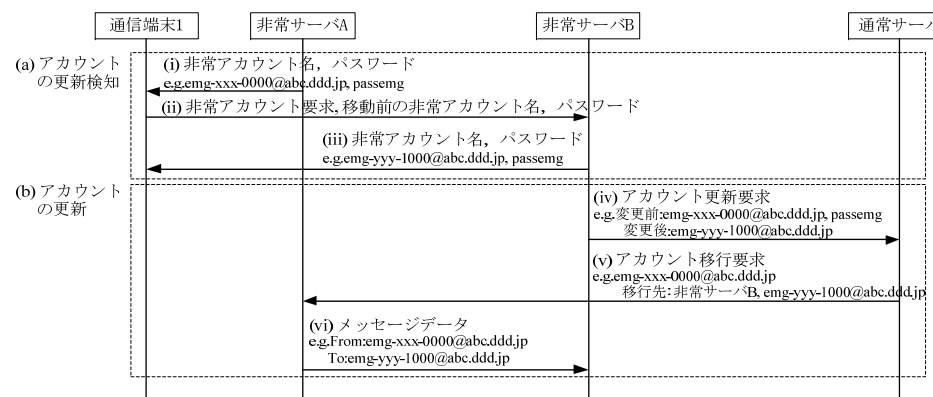 通信端末1
非常サーバA
非常サーバB
通常サーバ
(a) アカウント
の更新検知
(i) 非常アカウント名，パスワード
e.g.emg-xxx-0000@abc.ddd.jp, passemg
(ii) 非常アカウント要求, 移動前の非常アカウント名，パスワード
(iii) 非常アカウント名，パスワード
e.g.emg-yyy-1000@abc.ddd.jp, passemg
(b) アカウント
の更新
(iv) アカウント更新要求
e.g.変更前:emg-xxx-0000@abc.ddd.jp, passemg
変更後:emg-yyy-1000@abc.ddd.jp
(v) アカウント移行要求
e.g.emg-xxx-0000@abc.ddd.jp
移行先：非常サーバB, emg-yyy-1000@abc.ddd.jp
(vi) メッセージデータ
e.g.From:emg-xxx-0000@abc.ddd.jp
To:emg-yyy-1000@abc.ddd.jp